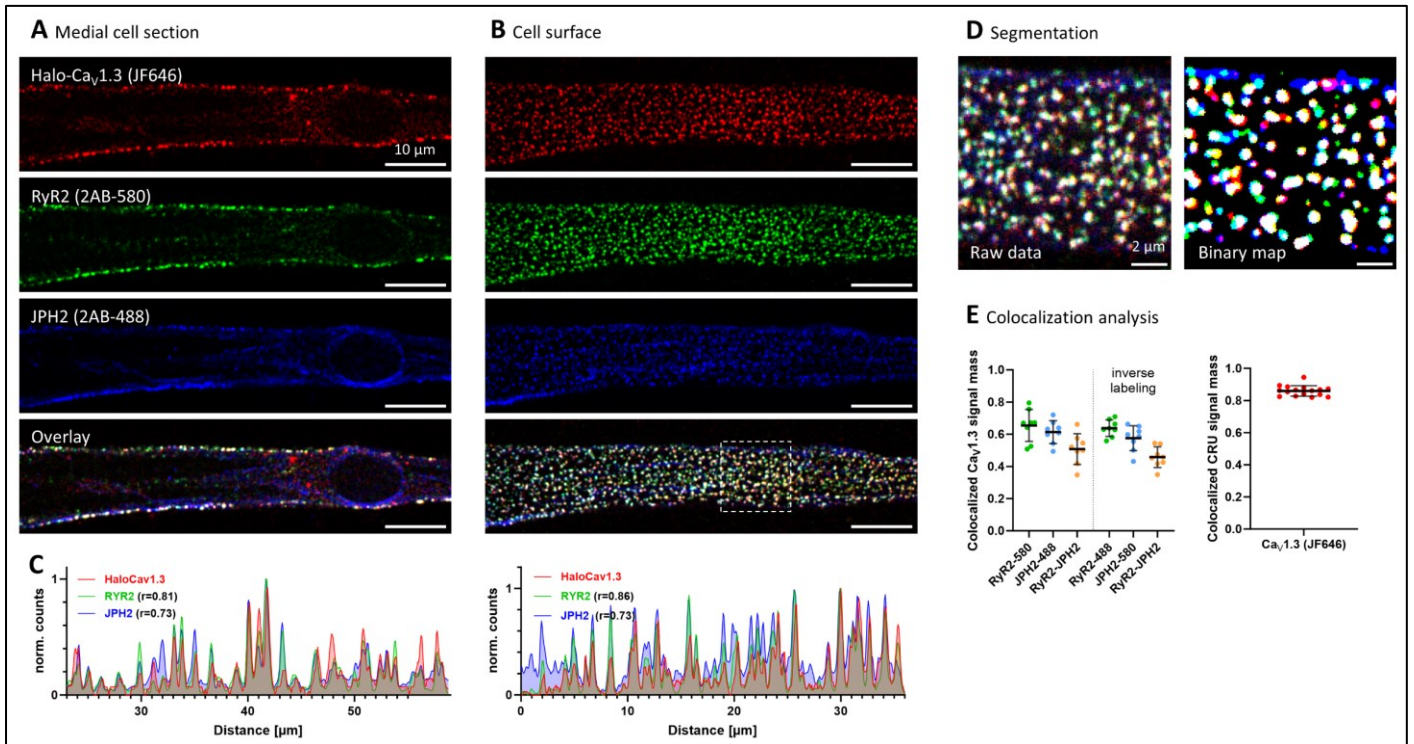 A Medial cell section
Halo-CaV1.3 (JF646)
10 µm
RyR2 (2AB-580)
JPH2 (2AB-488)
Overlay
B Cell surface
C
HaloCav1.3
RYR2 (r=0.81)
JPH2 (r=0.73)
norm. counts
1
0
30
40
50
Distance [µm]
HaloCav1.3
RYR2 (r=0.86)
JPH2 (r=0.73)
norm. counts
1
0
0
10
20
30
Distance [µm]
D Segmentation
Raw data
2 µm
Binary map
E Colocalization analysis
Colocalized CaV1.3 signal mass
1.0
0.8
0.6
0.4
0.2
0.0
inverse
labeling
RyR2-580
JPH2-488
RyR2-JPH2
RyR2-488
JPH2-580
RyR2-JPH2
Colocalized CRU signal mass
1.0
0.8
0.6
0.4
0.2
0.0
CaV1.3 (JF646)